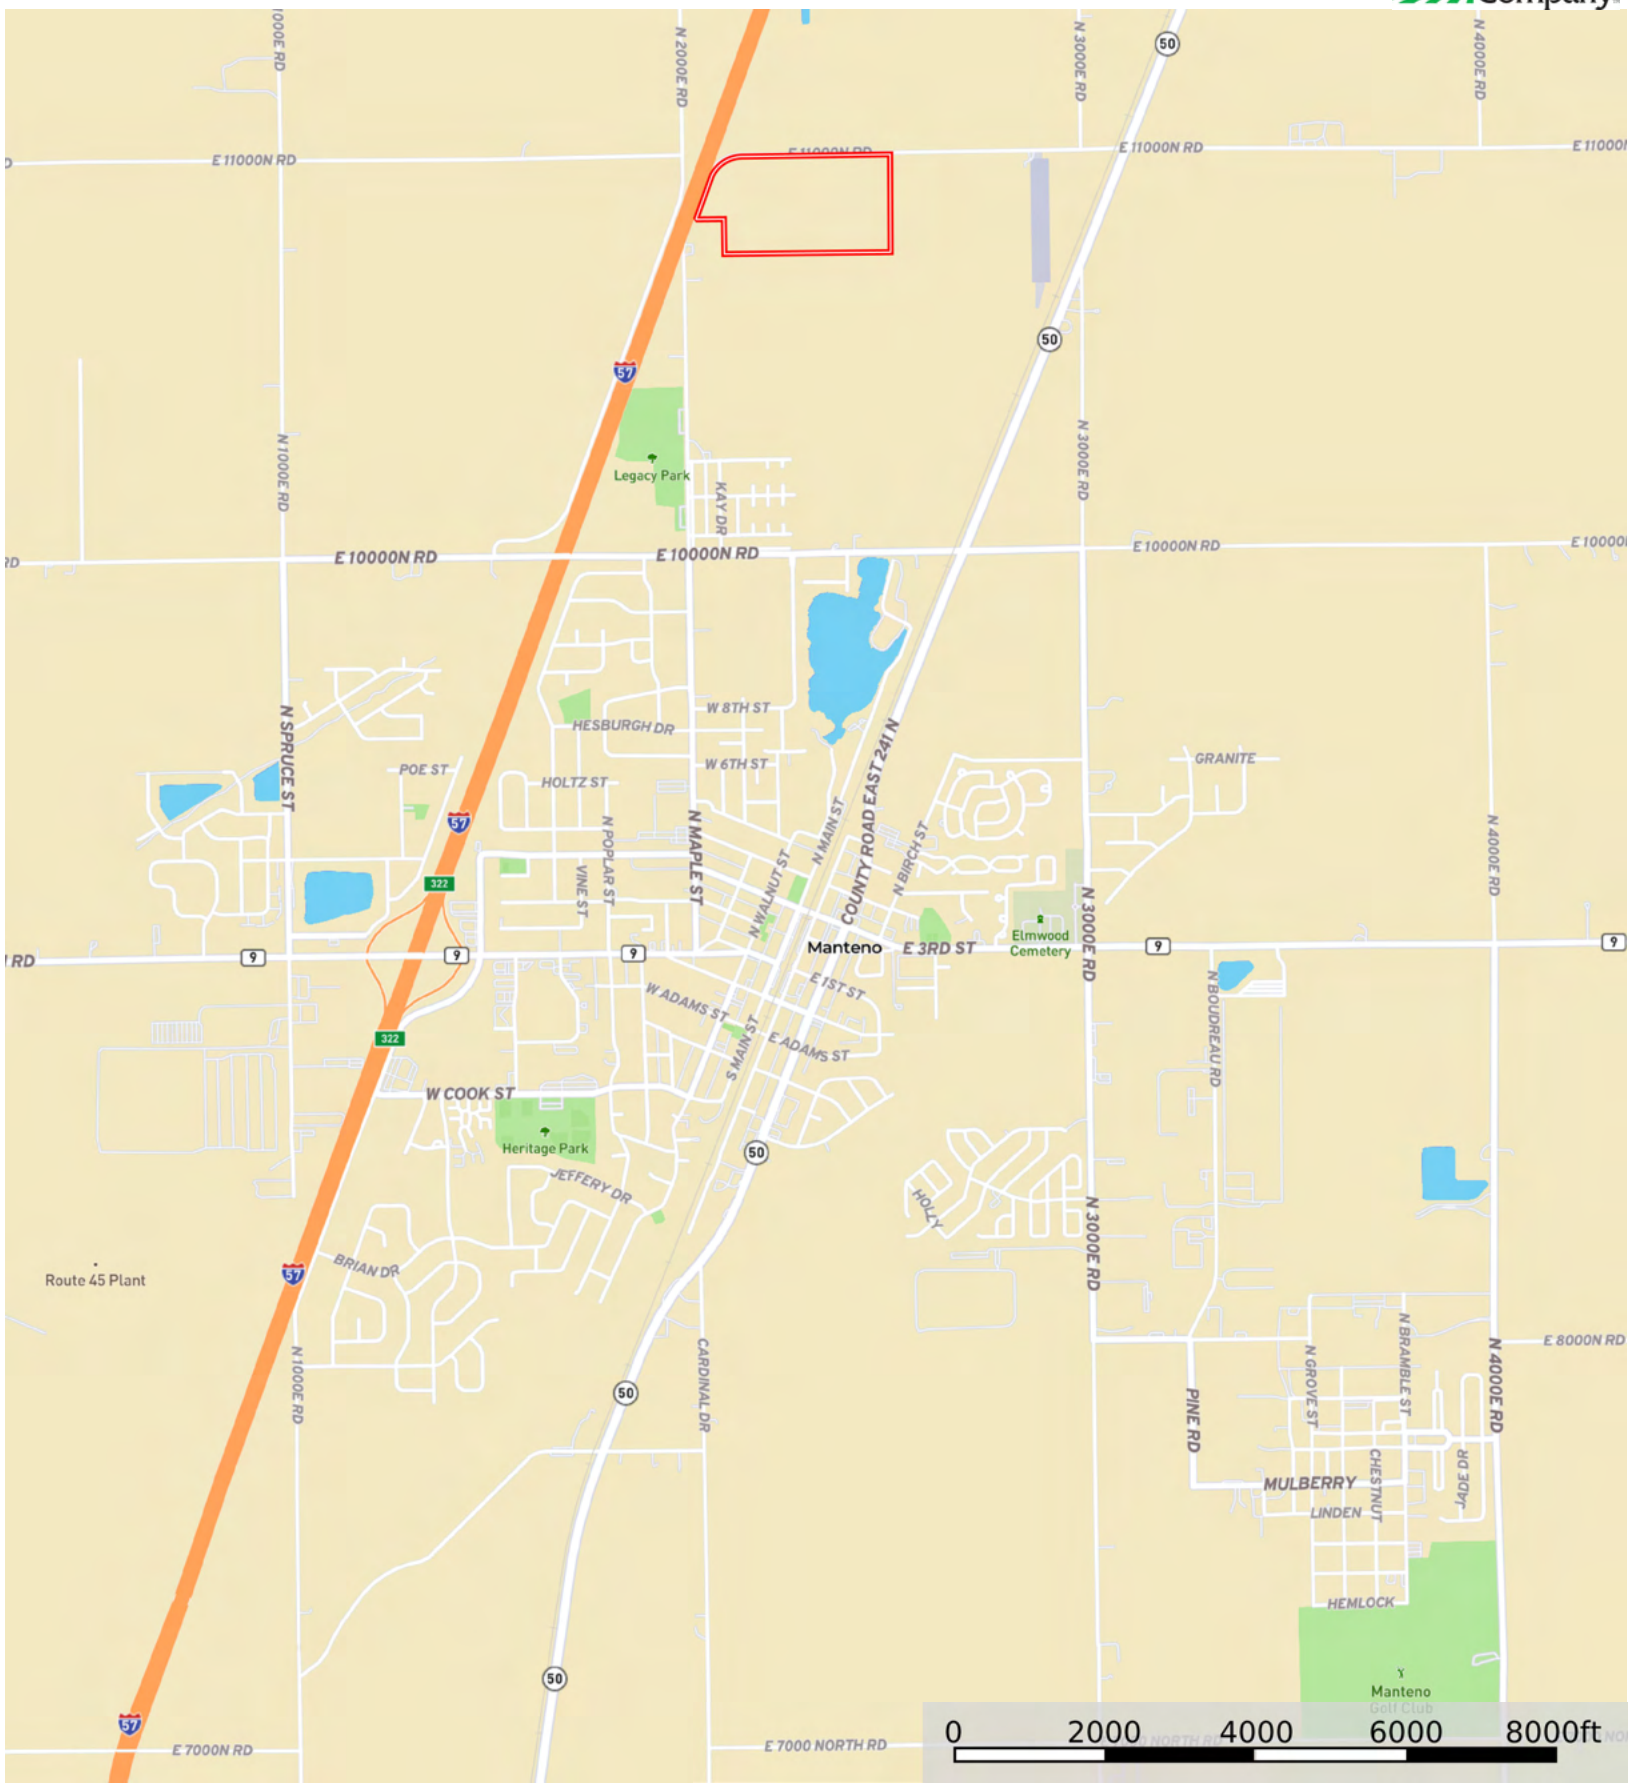 Company
50
N 2000E RD
N 3000E RD
N 4000E RD
E 11000N RD
E 11000N RD
E 11000N RD
57
50
N 1000E RD
N 3000E RD
Legacy Park
KAY DR
E 10000N RD
E 10000N RD
E 10000N RD
W 8TH ST
HESBURGH DR
N SPRUCE ST
COUNTY ROAD EAST 241 N
W 6TH ST
GRANITE
POE ST
HOLTZ ST
57
N MAIN ST
N POPLAR ST
N MAPLE ST
N BIRCH ST
N 4000E RD
N WALNUT ST
VINE ST
322
N 3000E RD
Elmwood
Cemetery
Manteno
E 3RD ST
9
9
9
9
9
RD
N BOUDREAU RD
E 1ST ST
W ADAMS ST
322
S MAIN ST
E ADAMS ST
W COOK ST
Heritage Park
50
JEFFERY DR
HOLLY
N 3000E RD
BRIAN DR
57
Route 45 Plant
E 8000N RD
N BRAMBLE ST
N GROVE ST
N 4000E RD
N 1000E RD
CARDINAL DR
50
PINE RD
MULBERRY
CHESTNUT
JADE DR
LINDEN
HEMLOCK
50
Manteno
Golf Club
57
E 7000N RD
E 7000 NORTH RD
0 2000 4000 6000 8000ft